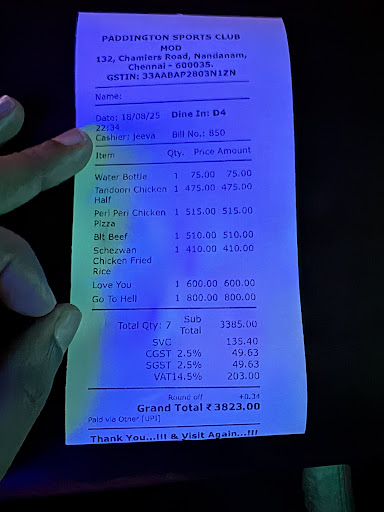 PADDINGTON SPORTS CLUB
MOD
132, Chamiers Road, Nandanam,
Chennai - 600035.
GSTIN: 33AABAP2803N1ZN
Name:
Date: 18/08/25 Dine In: D4
22:34
Cashier: jeeva Bill No.: 850
Item Qty. Price Amount
Water Bottle 1 75.00 75.00
Tandoori Chicken 1 475.00 475.00
Half
Peri Peri Chicken 1 515.00 515.00
Pizza
Blt Beef 1 510.00 510.00
Schezwan 1 410.00 410.00
Chicken Fried
Rice
Love You 1 600.00 600.00
Go To Hell 1 800.00 800.00
Total Qty: 7 Sub Total 3385.00
SVC 135.40
CGST 2.5% 49.63
SGST 2.5% 49.63
VAT14.5% 203.00
Round off +0.34
Grand Total ₹ 3823.00
Paid via Other [UPI]
Thank You...!!! & Visit Again...!!!